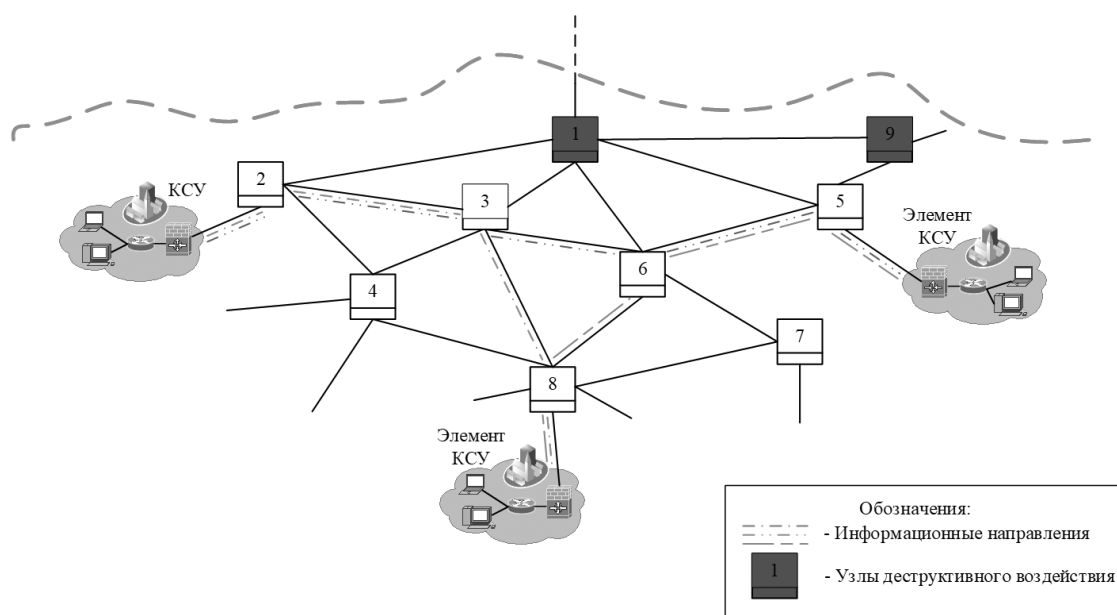 1
9
2
КСУ
3
5
Элемент
КСУ
6
4
7
8
Элемент
КСУ
Обозначения:
- Информационные направления
1
- Узлы деструктивного воздействия